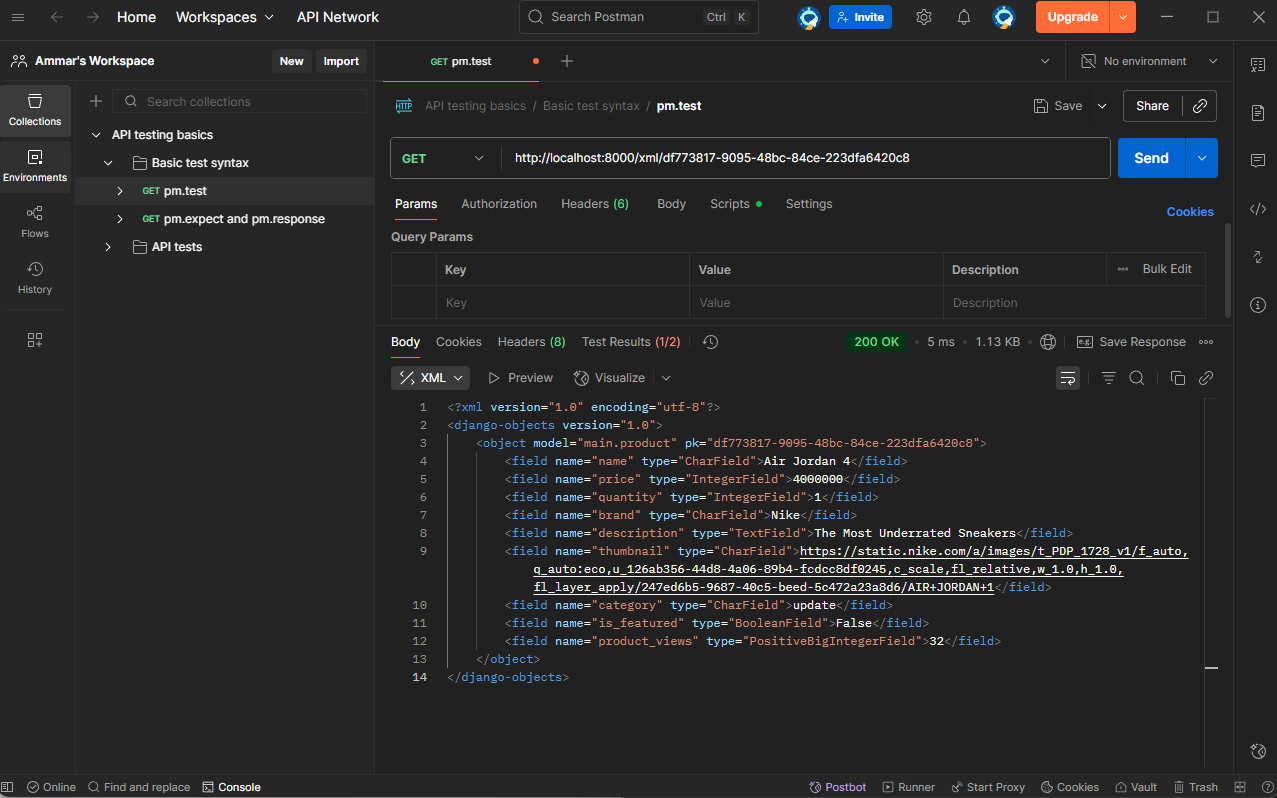 Home Workspaces API Network Search Postman Ctrl K Invite Upgrade
Ammar's Workspace New Import GET pm.test No environment
Collections
Search collections
HTTP API testing basics / Basic test syntax / pm.test Save Share
API testing basics
Environments
Basic test syntax
GET http://localhost:8000/xml/df773817-9095-48bc-84ce-223dfa6420c8 Send
GET pm.test
GET pm.expect and pm.response
API tests
Flows
History
Params Authorization Headers (6) Body Scripts Settings Cookies
Query Params
Key Value Description Bulk Edit
Key Value Description
Body Cookies Headers (8) Test Results (1/2) 200 OK • 5 ms • 1.13 KB e.g. Save Response
XML Preview Visualize
1 <?xml version="1.0" encoding="utf-8"?>
2 <django-objects version="1.0">
3 <object model="main.product" pk="df773817-9095-48bc-84ce-223dfa6420c8">
4 <field name="name" type="CharField">Air Jordan 4</field>
5 <field name="price" type="IntegerField">4000000</field>
6 <field name="quantity" type="IntegerField">1</field>
7 <field name="brand" type="CharField">Nike</field>
8 <field name="description" type="TextField">The Most Underrated Sneakers</field>
9 <field name="thumbnail" type="CharField">https://static.nike.com/a/images/t_PDP_1728_v1/f_auto,
q_auto:eco,u_126ab356-44d8-4a06-89b4-fcdcc8df0245,c_scale,fl_relative,w_1.0,h_1.0,
fl_layer_apply/247ed6b5-9687-40c5-beed-5c472a23a8d6/AIR+JORDAN+1</field>
10 <field name="category" type="CharField">update</field>
11 <field name="is_featured" type="BooleanField">False</field>
12 <field name="product_views" type="PositiveBigIntegerField">32</field>
13 </object>
14 </django-objects>
Online Find and replace Console Postbot Runner Start Proxy Cookies Vault Trash